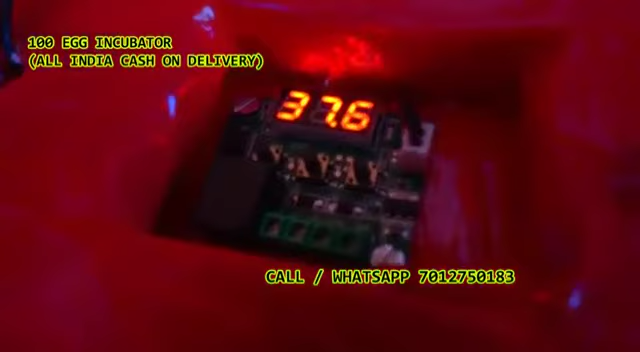 100 EGG INCUBATOR
(ALL INDIA CASH ON DELIVERY)
37.6
CALL / WHATSAPP 7012750183